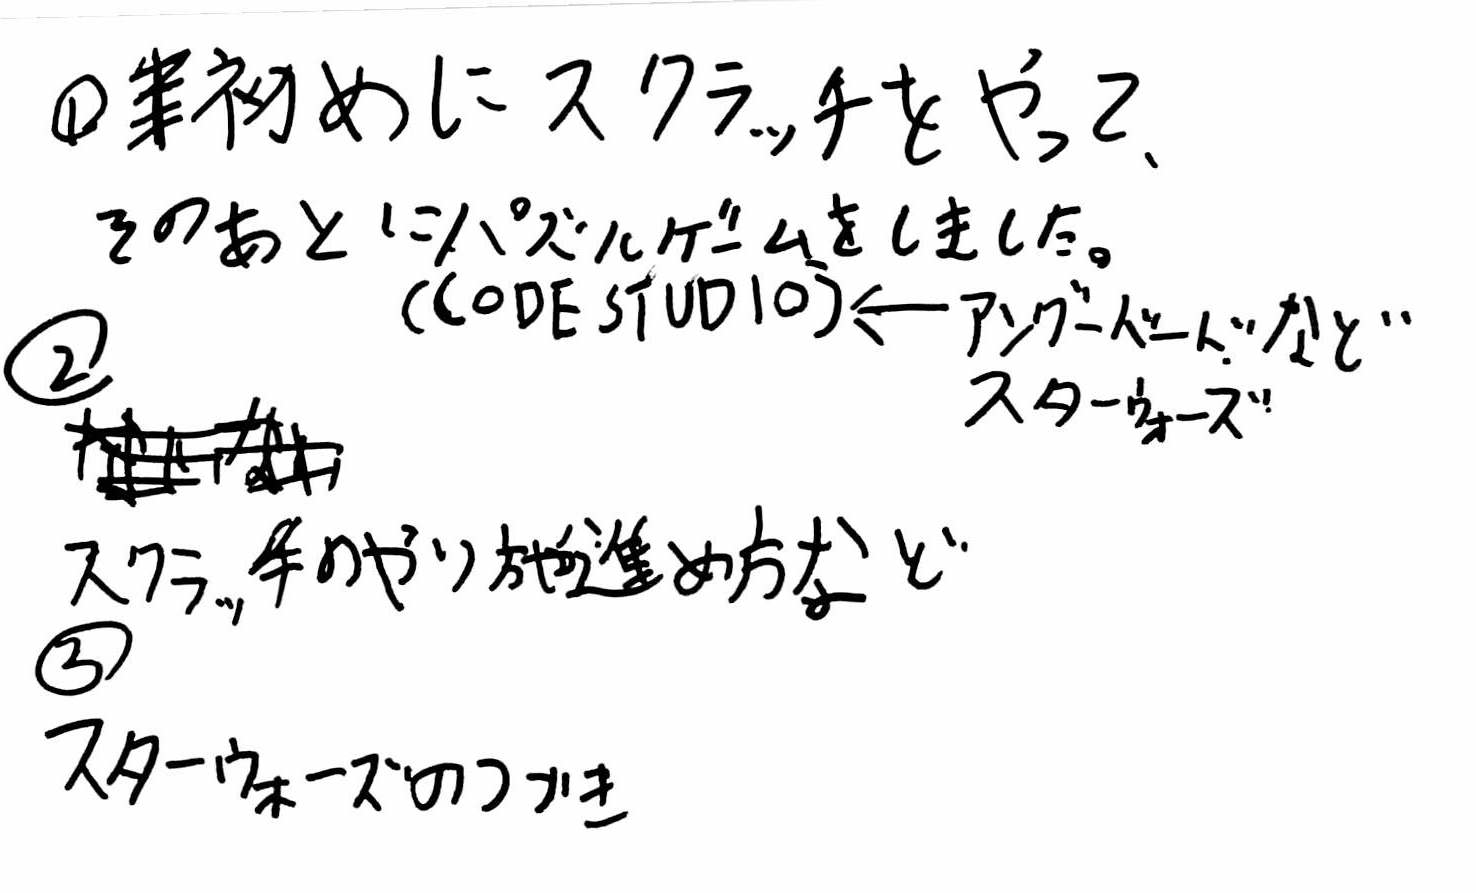 ①初めにスクラッチをやって、
そのあとにパズルゲームをしました。
(CODE STUDIO)←アングーバードなど…
スターウォーズ
②
スクラッチのやり方や進め方など
③
スターウォーズのつづき